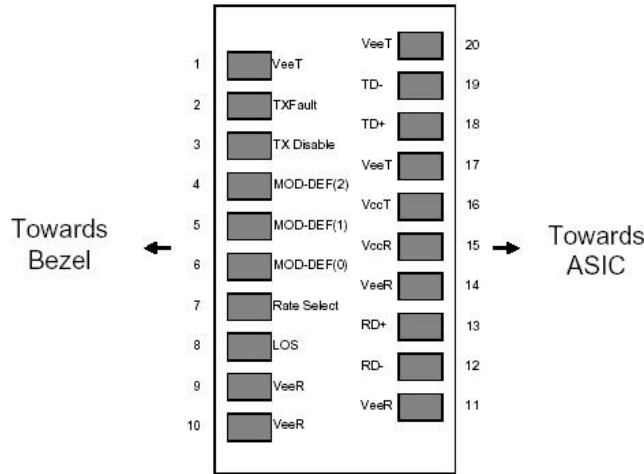 1 VeeT
2 TXFault
3 TX Disable
4 MOD-DEF(2)
5 MOD-DEF(1)
6 MOD-DEF(0)
7 Rate Select
8 LOS
9 VeeR
10 VeeR
VeeT 20
TD- 19
TD+ 18
VeeT 17
VccT 16
VccR 15
VeeR 14
RD+ 13
RD- 12
VeeR 11
Towards
Bezel
Towards
ASIC